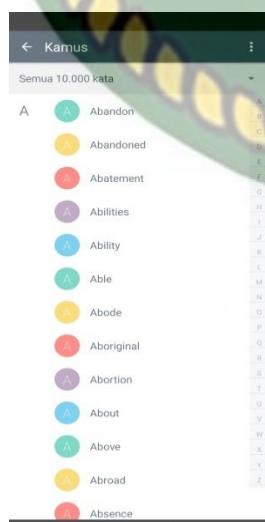 ← Kamus
Semua 10.000 kata
A
A Abandon
A Abandoned
A Abatement
A Abilities
A Ability
A Able
A Abode
A Aboriginal
A Abortion
A About
A Above
A Abroad
A Absence
A
B
C
D
E
F
G
H
I
J
K
L
M
N
O
P
Q
R
S
T
U
V
W
X
Y
Z